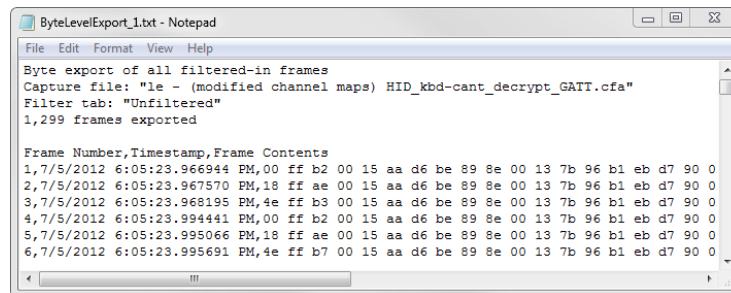 ByteLevelExport_1.txt - Notepad
File Edit Format View Help
Byte export of all filtered-in frames
Capture file: "le - (modified channel maps) HID_kbd-cant_decrypt_GATT.cfa"
Filter tab: "Unfiltered"
1,299 frames exported
Frame Number,Timestamp,Frame Contents
1,7/5/2012 6:05:23.966944 PM,00 ff b2 00 15 aa d6 be 89 8e 00 13 7b 96 b1 eb d7 90 0
2,7/5/2012 6:05:23.967570 PM,18 ff ae 00 15 aa d6 be 89 8e 00 13 7b 96 b1 eb d7 90 0
3,7/5/2012 6:05:23.968195 PM,4e ff b3 00 15 aa d6 be 89 8e 00 13 7b 96 b1 eb d7 90 0
4,7/5/2012 6:05:23.994441 PM,00 ff b2 00 15 aa d6 be 89 8e 00 13 7b 96 b1 eb d7 90 0
5,7/5/2012 6:05:23.995066 PM,18 ff ae 00 15 aa d6 be 89 8e 00 13 7b 96 b1 eb d7 90 0
6,7/5/2012 6:05:23.995691 PM,4e ff b7 00 15 aa d6 be 89 8e 00 13 7b 96 b1 eb d7 90 0